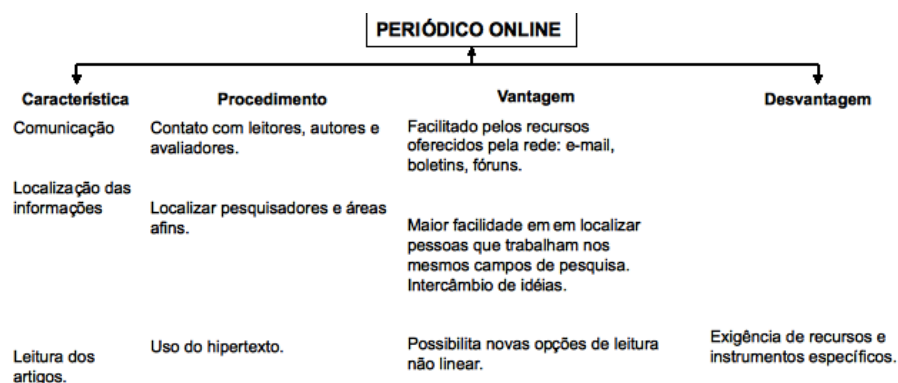 PERIÓDICO ONLINE
Característica
Procedimento
Vantagem
Desvantagem
Comunicação
Contato com leitores, autores e
avaliadores.
Facilitado pelos recursos
oferecidos pela rede: e-mail,
boletins, fóruns.
Localização das
informações
Localizar pesquisadores e áreas
afins.
Maior facilidade em em localizar
pessoas que trabalham nos
mesmos campos de pesquisa.
Intercâmbio de idéias.
Leitura dos
artigos.
Uso do hipertexto.
Possibilita novas opções de leitura
não linear.
Exigência de recursos e
instrumentos específicos.